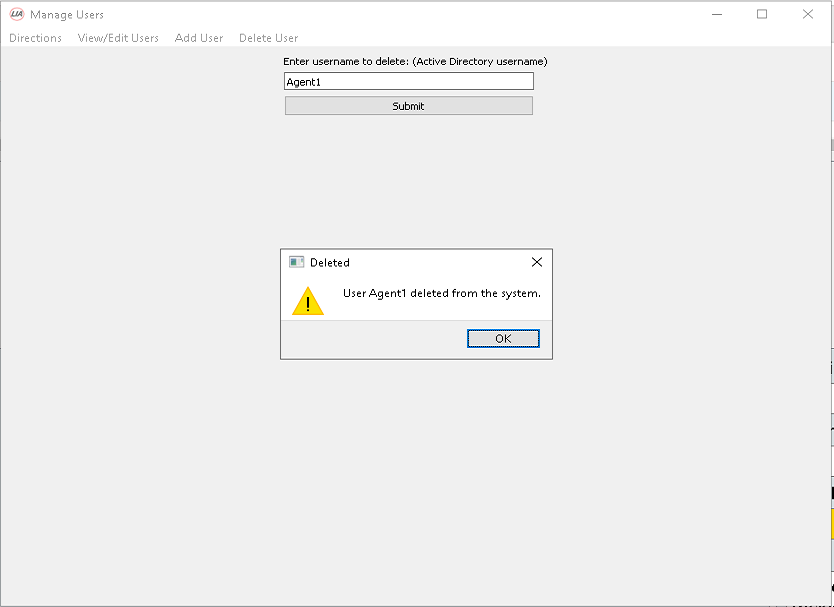 LIA Manage Users
Directions View/Edit Users Add User Delete User
Enter username to delete: (Active Directory username)
Agent1
Submit
Deleted
User Agent1 deleted from the system.
OK